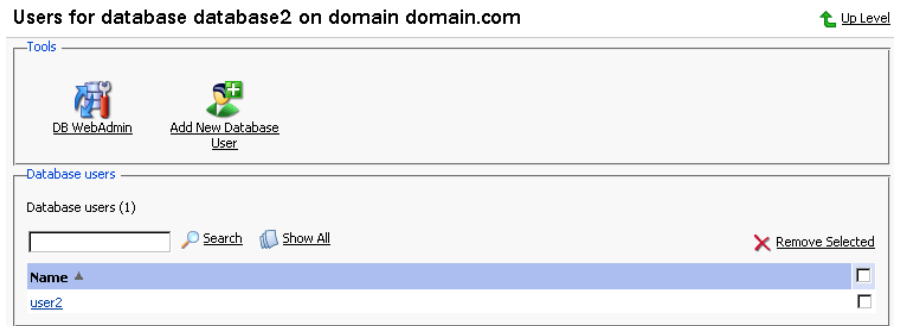 Users for database database2 on domain domain.com
Up Level
Tools
DB WebAdmin
Add New Database
User
Database users
Database users (1)
Search Show All
Remove Selected
Name
user2